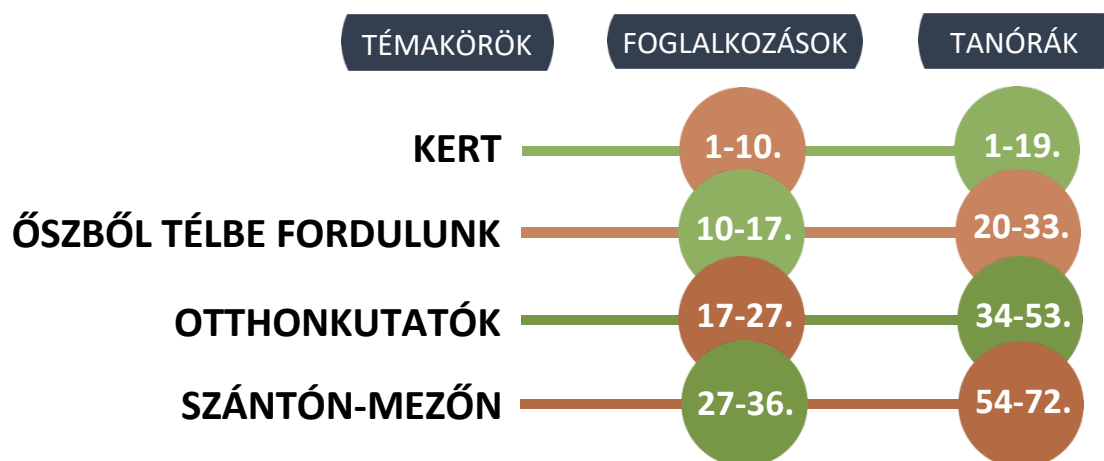 TÉMAKÖRÖK FOGLALKOZÁSOK TANÓRÁK
KERT 1-10. 1-19.
ŐSZBŐL TÉLBE FORDULUNK 10-17. 20-33.
OTTHONKUTATÓK 17-27. 34-53.
SZÁNTÓN-MEZŐN 27-36. 54-72.